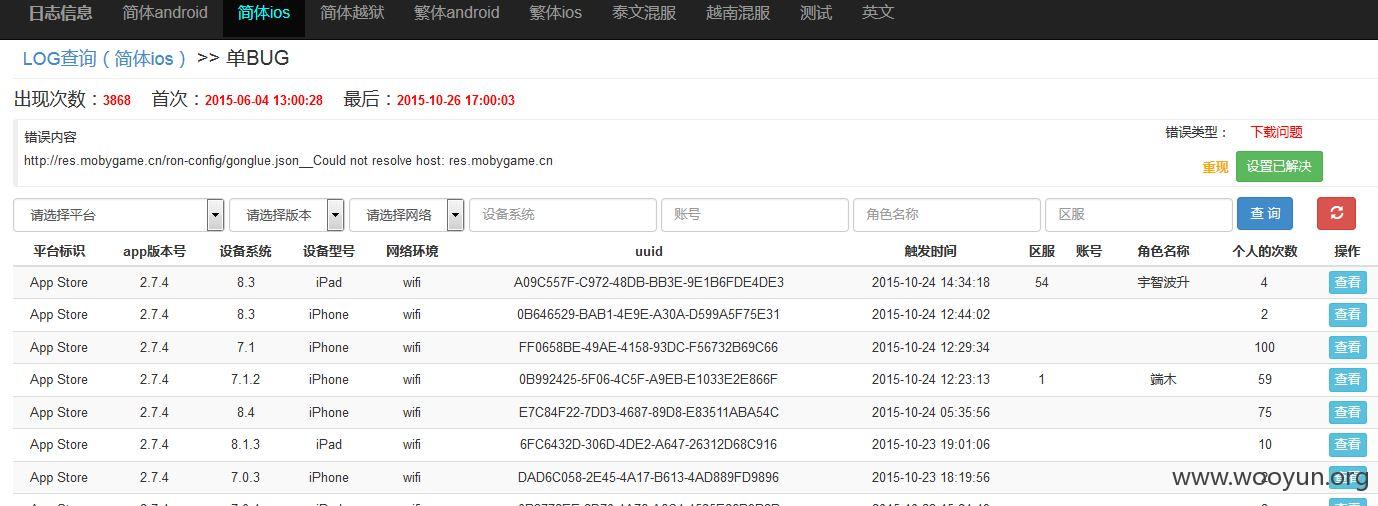 日志信息 简体android 简体ios 简体越狱 繁体android 繁体ios 泰文混服 越南混服 测试 英文
LOG查询（简体ios） >> 单BUG
出现次数：3868 首次：2015-06-04 13:00:28 最后：2015-10-26 17:00:03
错误内容 错误类型： 下载问题
http://res.mobygame.cn/ron-config/gonglue.json__Could not resolve host: res.mobygame.cn
重现 设置已解决
请选择平台 请选择版本 请选择网络 设备系统 账号 角色名称 区服 查 询
平台标识 app版本号 设备系统 设备型号 网络环境 uuid 触发时间 区服 账号 角色名称 个人的次数 操作
App Store 2.7.4 8.3 iPad wifi A09C557F-C972-48DB-BB3E-9E1B6FDE4DE3 2015-10-24 14:34:18 54 宇智波升 4 查看
App Store 2.7.4 8.3 iPhone wifi 0B646529-BAB1-4E9E-A30A-D599A5F75E31 2015-10-24 12:44:02 2 查看
App Store 2.7.4 7.1 iPhone wifi FF0658BE-49AE-4158-93DC-F56732B69C66 2015-10-24 12:29:34 100 查看
App Store 2.7.4 7.1.2 iPhone wifi 0B992425-5F06-4C5F-A9EB-E1033E2E866F 2015-10-24 12:23:13 1 端木 59 查看
App Store 2.7.4 8.4 iPhone wifi E7C84F22-7DD3-4687-89D8-E83511ABA54C 2015-10-24 05:35:56 75 查看
App Store 2.7.4 8.1.3 iPad wifi 6FC6432D-306D-4DE2-A647-26312D68C916 2015-10-23 19:01:06 10 查看
App Store 2.7.4 7.0.3 iPhone wifi DAD6C058-2E45-4A17-B613-4AD889FD9896 2015-10-23 18:19:56 查看
www.wooyun.org